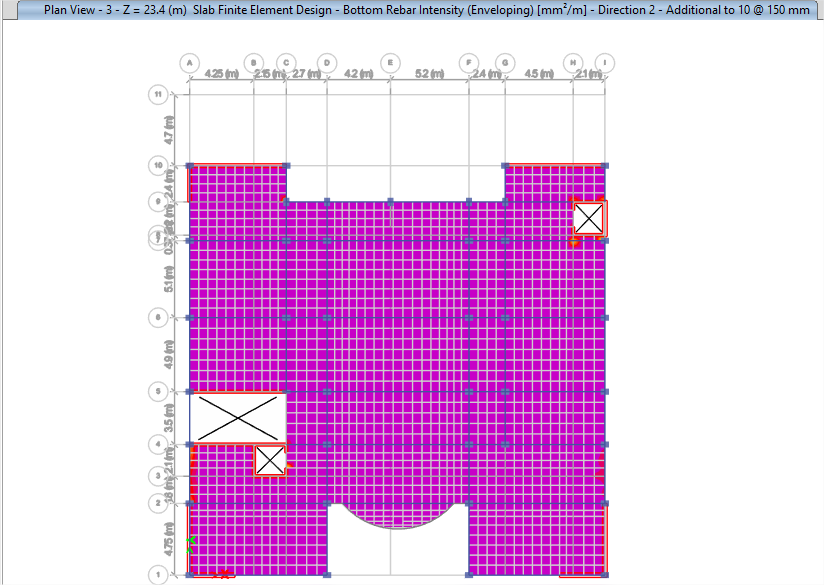 Plan View - 3 - Z = 23.4 (m) Slab Finite Element Design - Bottom Rebar Intensity (Enveloping) [mm²/m] - Direction 2 - Additional to 10 @ 150 mm
A B C D E F G H I
4.25 (m) 2.15 (m) 2.7 (m) 4.2 (m) 5.2 (m) 2.4 (m) 4.5 (m) 2.1 (m)
11
4.7 (m)
10
2.4 (m)
9
7
5.1 (m)
6
4.9 (m)
5
3.5 (m)
4
2.1 (m)
3
2
4.75 (m)
1